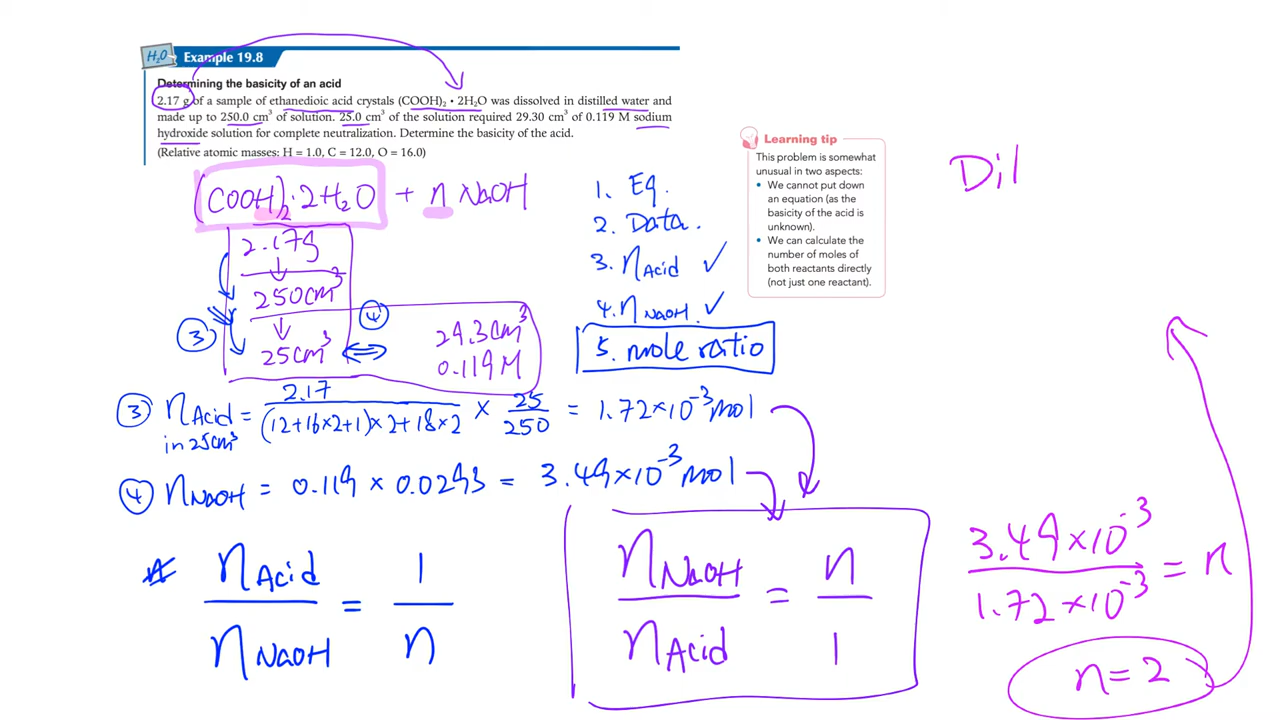 H₂O Example 19.8
Determining the basicity of an acid
2.17 g of a sample of ethanedioic acid crystals (COOH)₂ • 2H₂O was dissolved in distilled water and
made up to 250.0 cm³ of solution. 25.0 cm³ of the solution required 29.30 cm³ of 0.119 M sodium
hydroxide solution for complete neutralization. Determine the basicity of the acid.
(Relative atomic masses: H = 1.0, C = 12.0, O = 16.0)
Learning tip
This problem is somewhat
unusual in two aspects:
• We cannot put down
an equation (as the
basicity of the acid is
unknown).
• We can calculate the
number of moles of
both reactants directly
(not just one reactant).
Dil
(COOH)₂·2H₂O + n NaOH
2.17g
↓
250cm³
↓
25cm³
③
④
⇔
29.3cm³
0.119M
1. Eq.
2. Data.
3. nAcid ✓
4. nNaOH ✓
5. mole ratio
③ nAcid = 2.17 / (12+16×2+1)×2+18×2 × 25/250 = 1.72×10⁻³ mol
in 25cm³
④ nNaOH = 0.119 × 0.0293 = 3.49×10⁻³ mol
nAcid / nNaOH = 1 / n
nNaOH / nAcid = n / 1
3.49×10⁻³ / 1.72×10⁻³ = n
n = 2